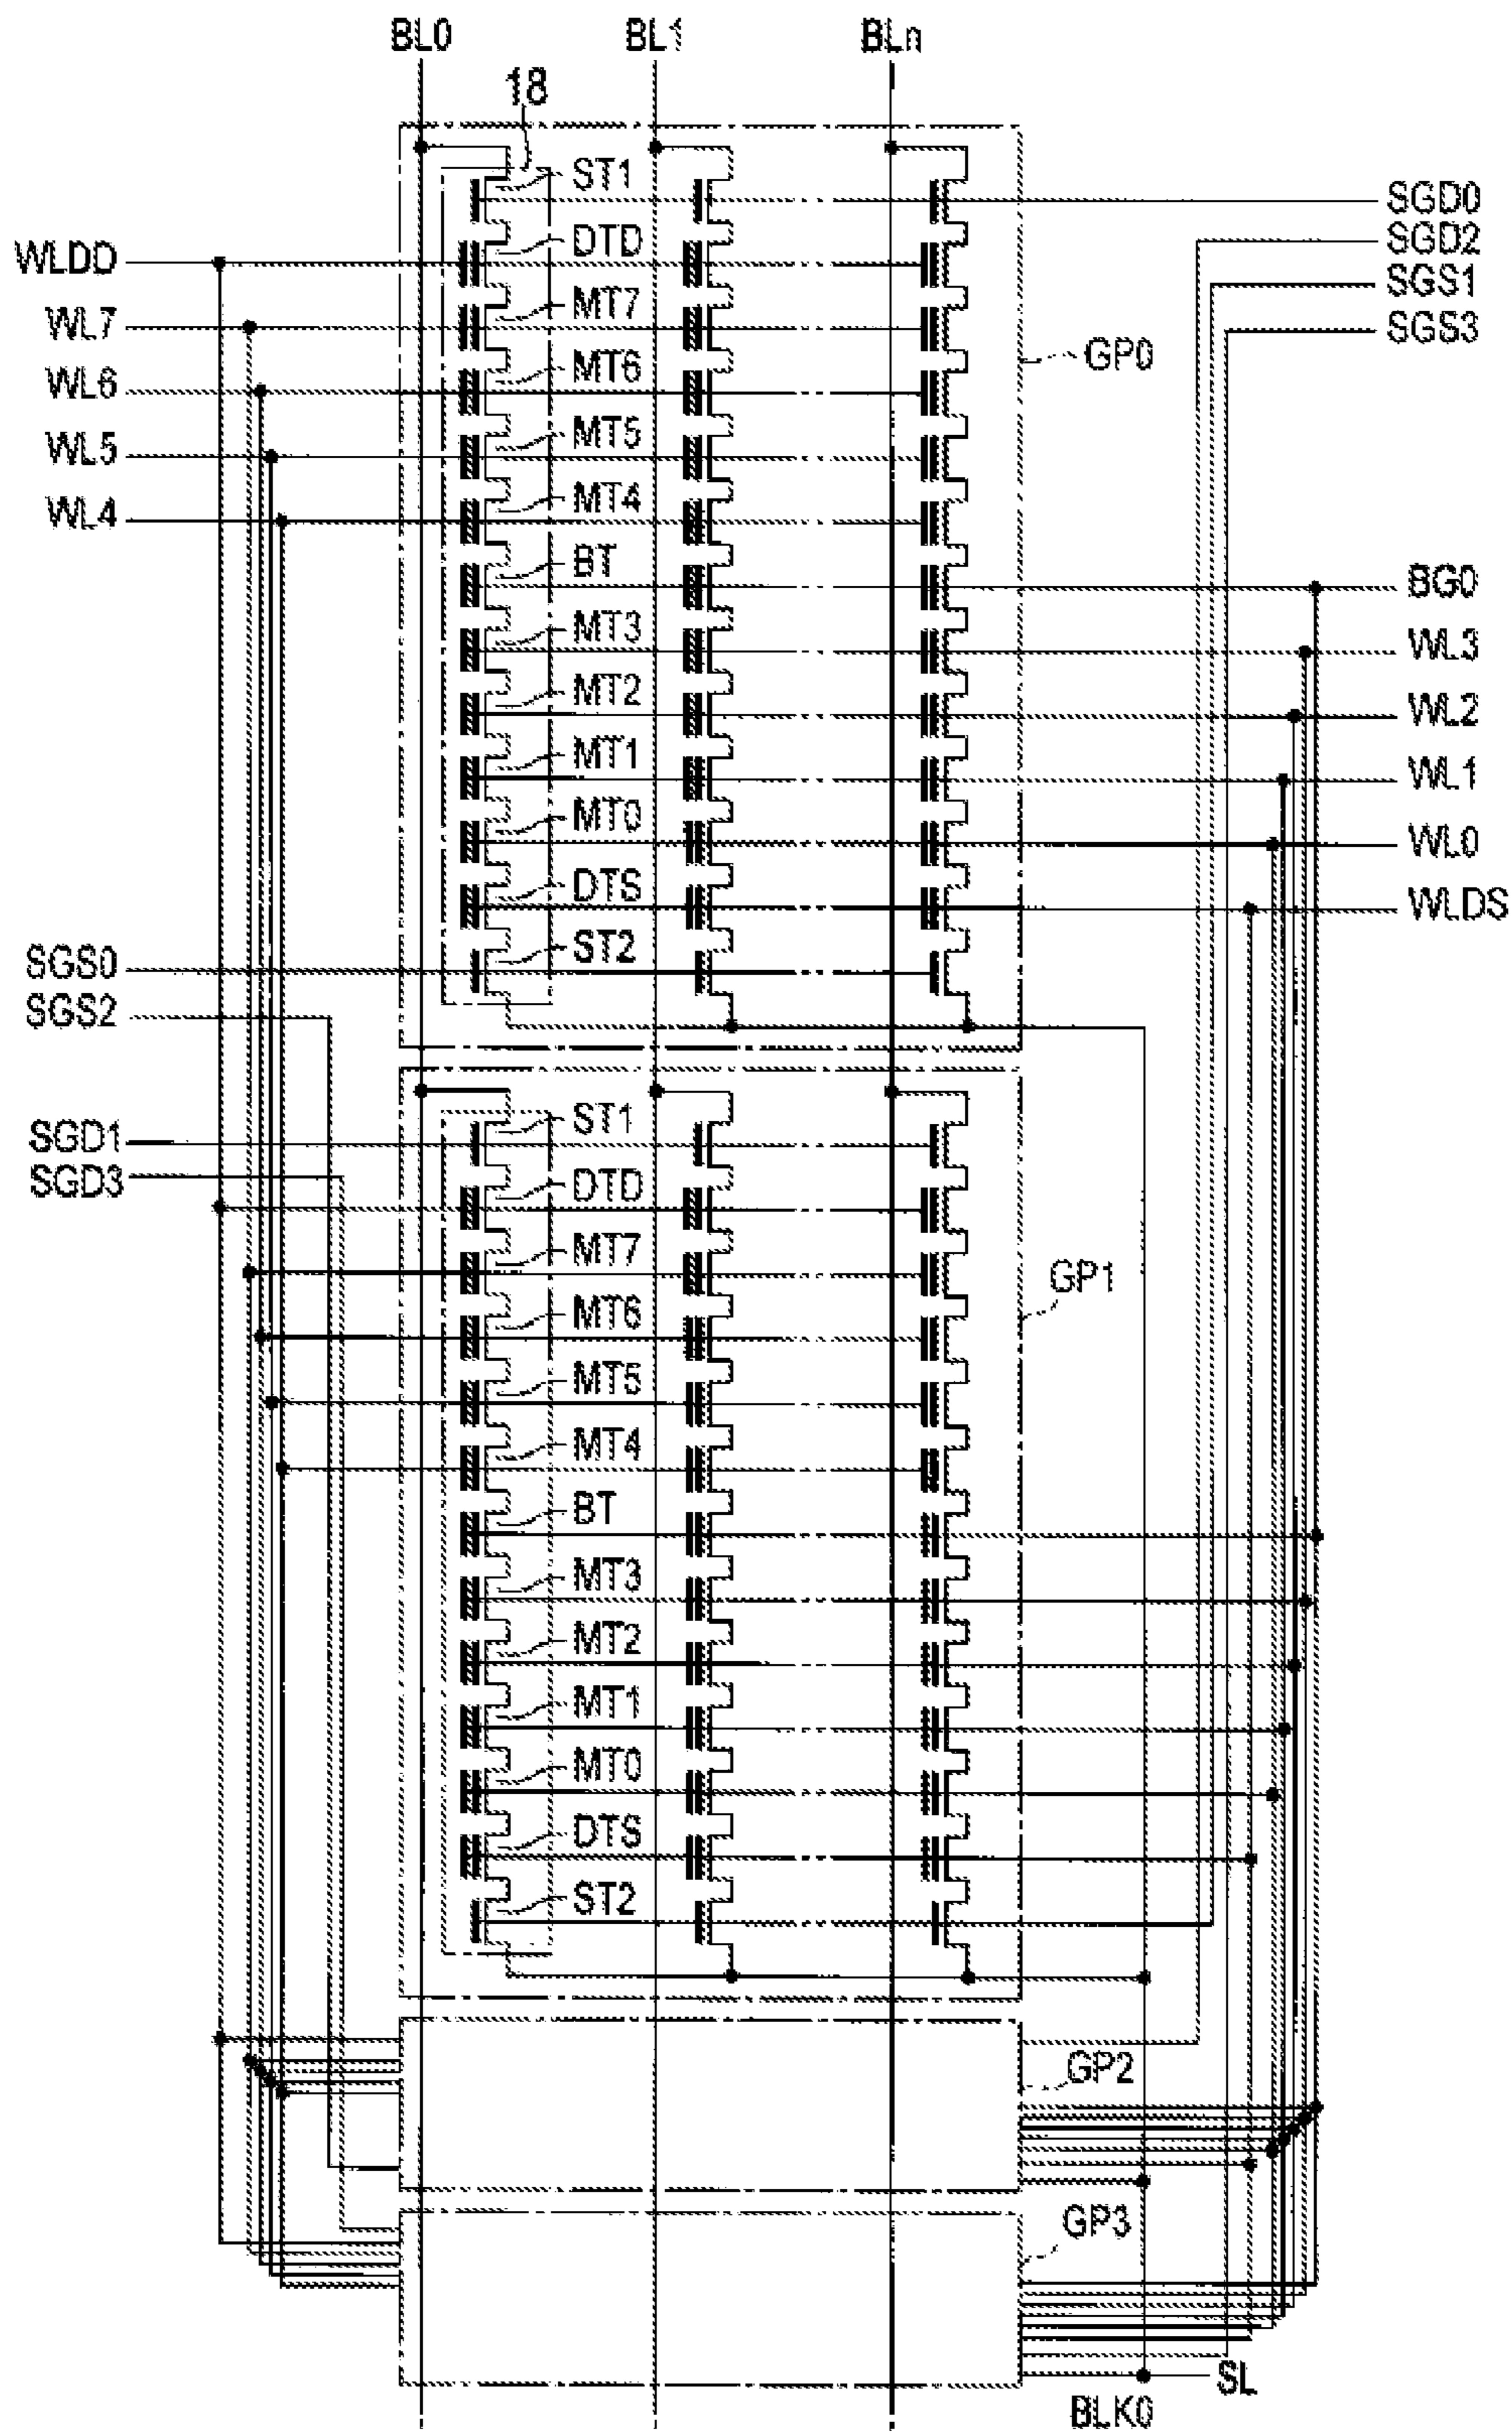 BL0 BL1 BLn
18
ST1
SGD0
DTD
SGD2
WLDD
SGS1
MT7
WL7
SGS3
GP0
MT6
WL6
MT5
WL5
MT4
WL4
BT
BG0
MT3
WL3
MT2
WL2
MT1
WL1
MT0
WL0
DTS
WLDS
ST2
SGS0
SGS2
ST1
SGD1
SGD3
DTD
MT7
GP1
MT6
MT5
MT4
BT
MT3
MT2
MT1
MT0
DTS
ST2
GP2
GP3
SL
BLK0